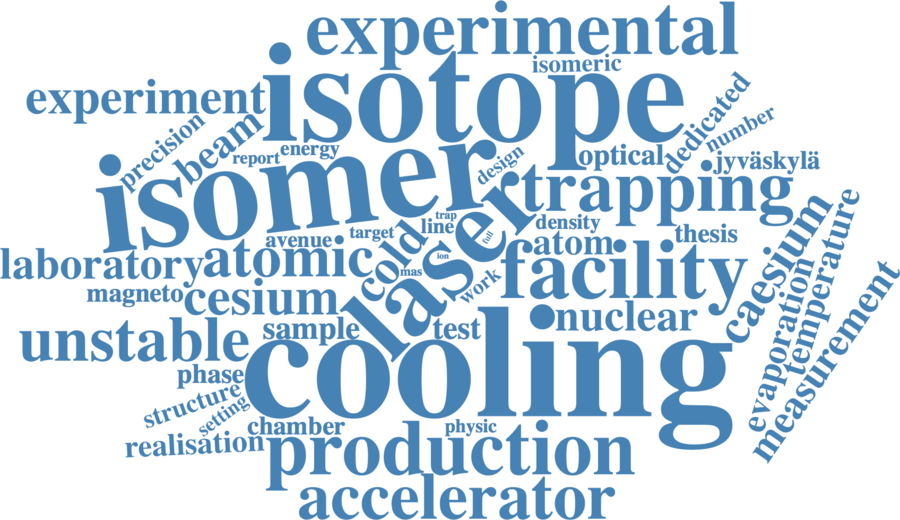 experimental
isomeric
isotope
experiment
dedicated
number
precision
beam
report
energy
isomer
design
optical
jyväskylä
trapping
trap
line
density
thesis
laser
full
cold
target
avenue
atom
atomic
laboratory
ion
mas
work
facility
caesium
temperature
evaporation
measurement
magneto
cesium
nuclear
sample
test
unstable
cooling
phase
structure
setting
chamber
physic
realisation
production
accelerator